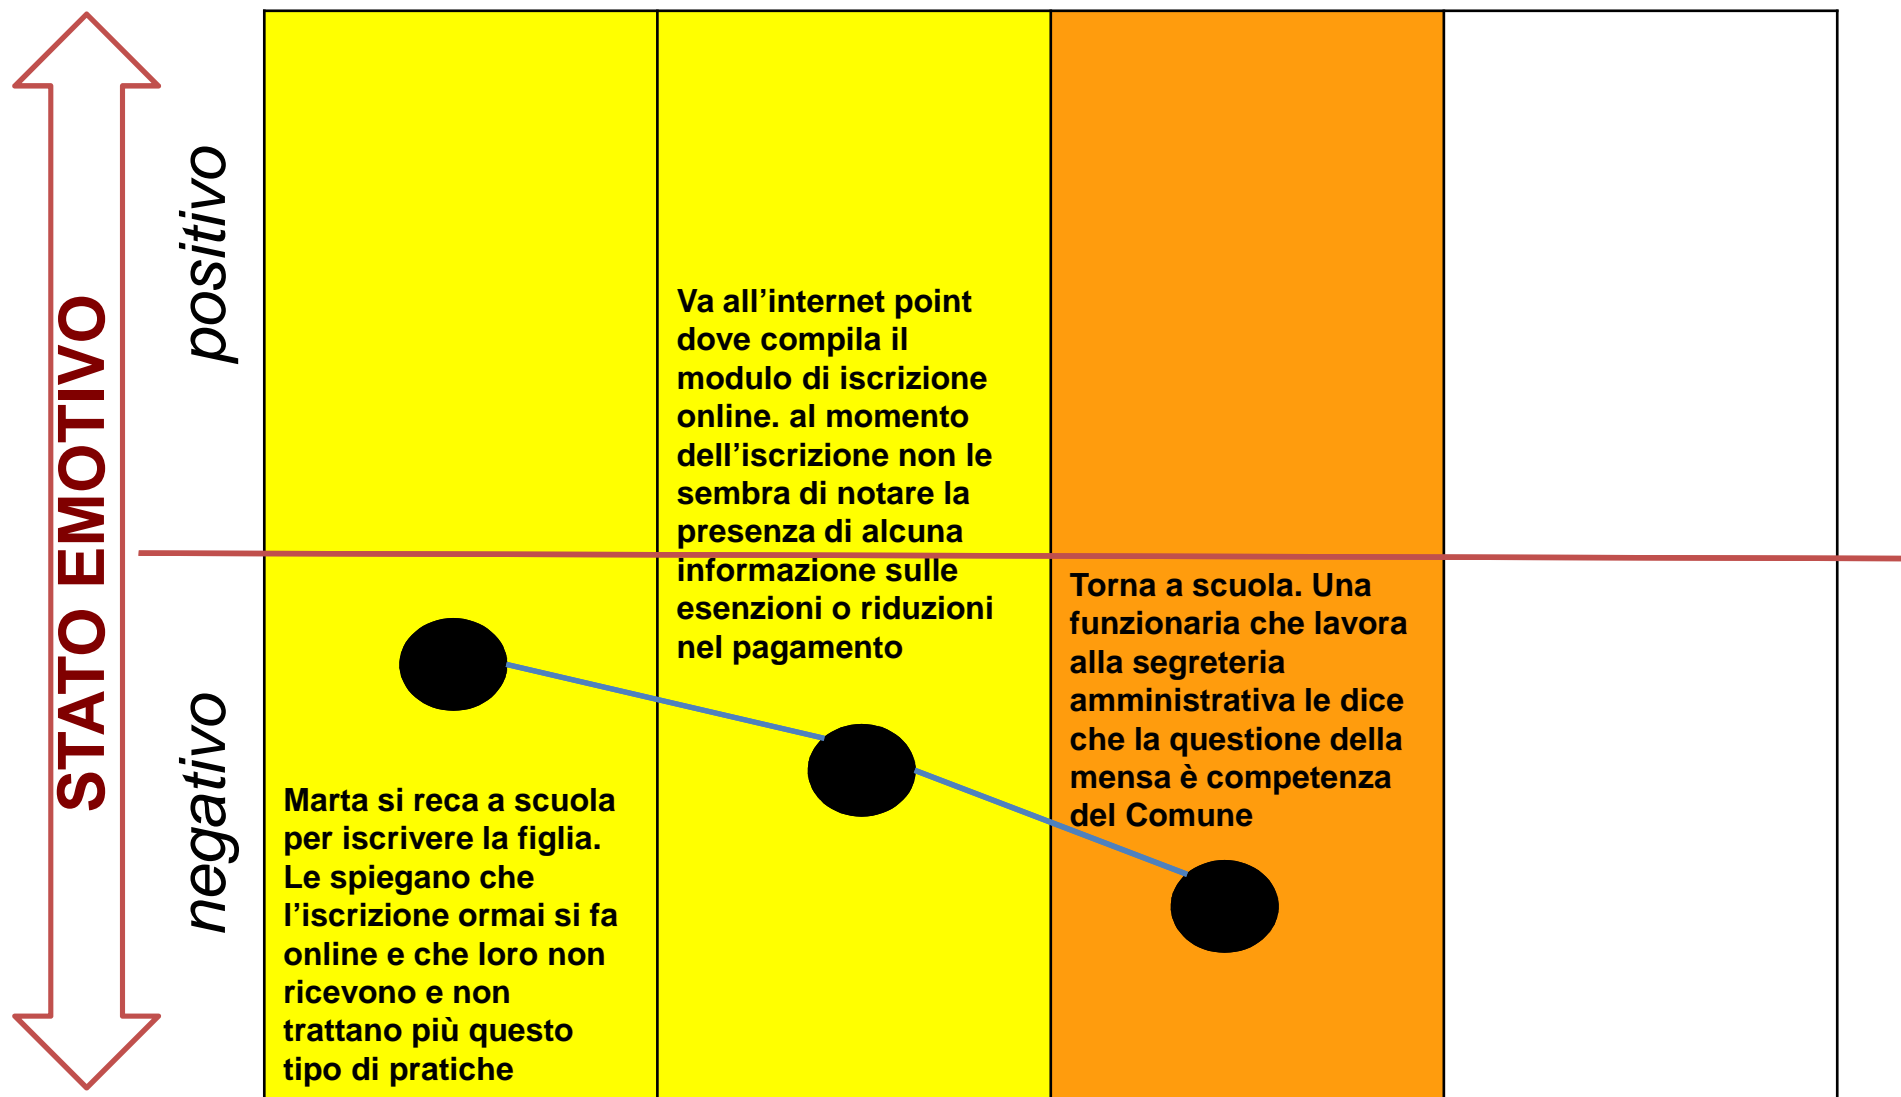 STATO EMOTIVO
positivo
negativo
Marta si reca a scuola
per iscrivere la figlia.
Le spiegano che
l’iscrizione ormai si fa
online e che loro non
ricevono e non
trattano più questo
tipo di pratiche
Va all’internet point
dove compila il
modulo di iscrizione
online. al momento
dell’iscrizione non le
sembra di notare la
presenza di alcuna
informazione sulle
esenzioni o riduzioni
nel pagamento
Torna a scuola. Una
funzionaria che lavora
alla segreteria
amministrativa le dice
che la questione della
mensa è competenza
del Comune